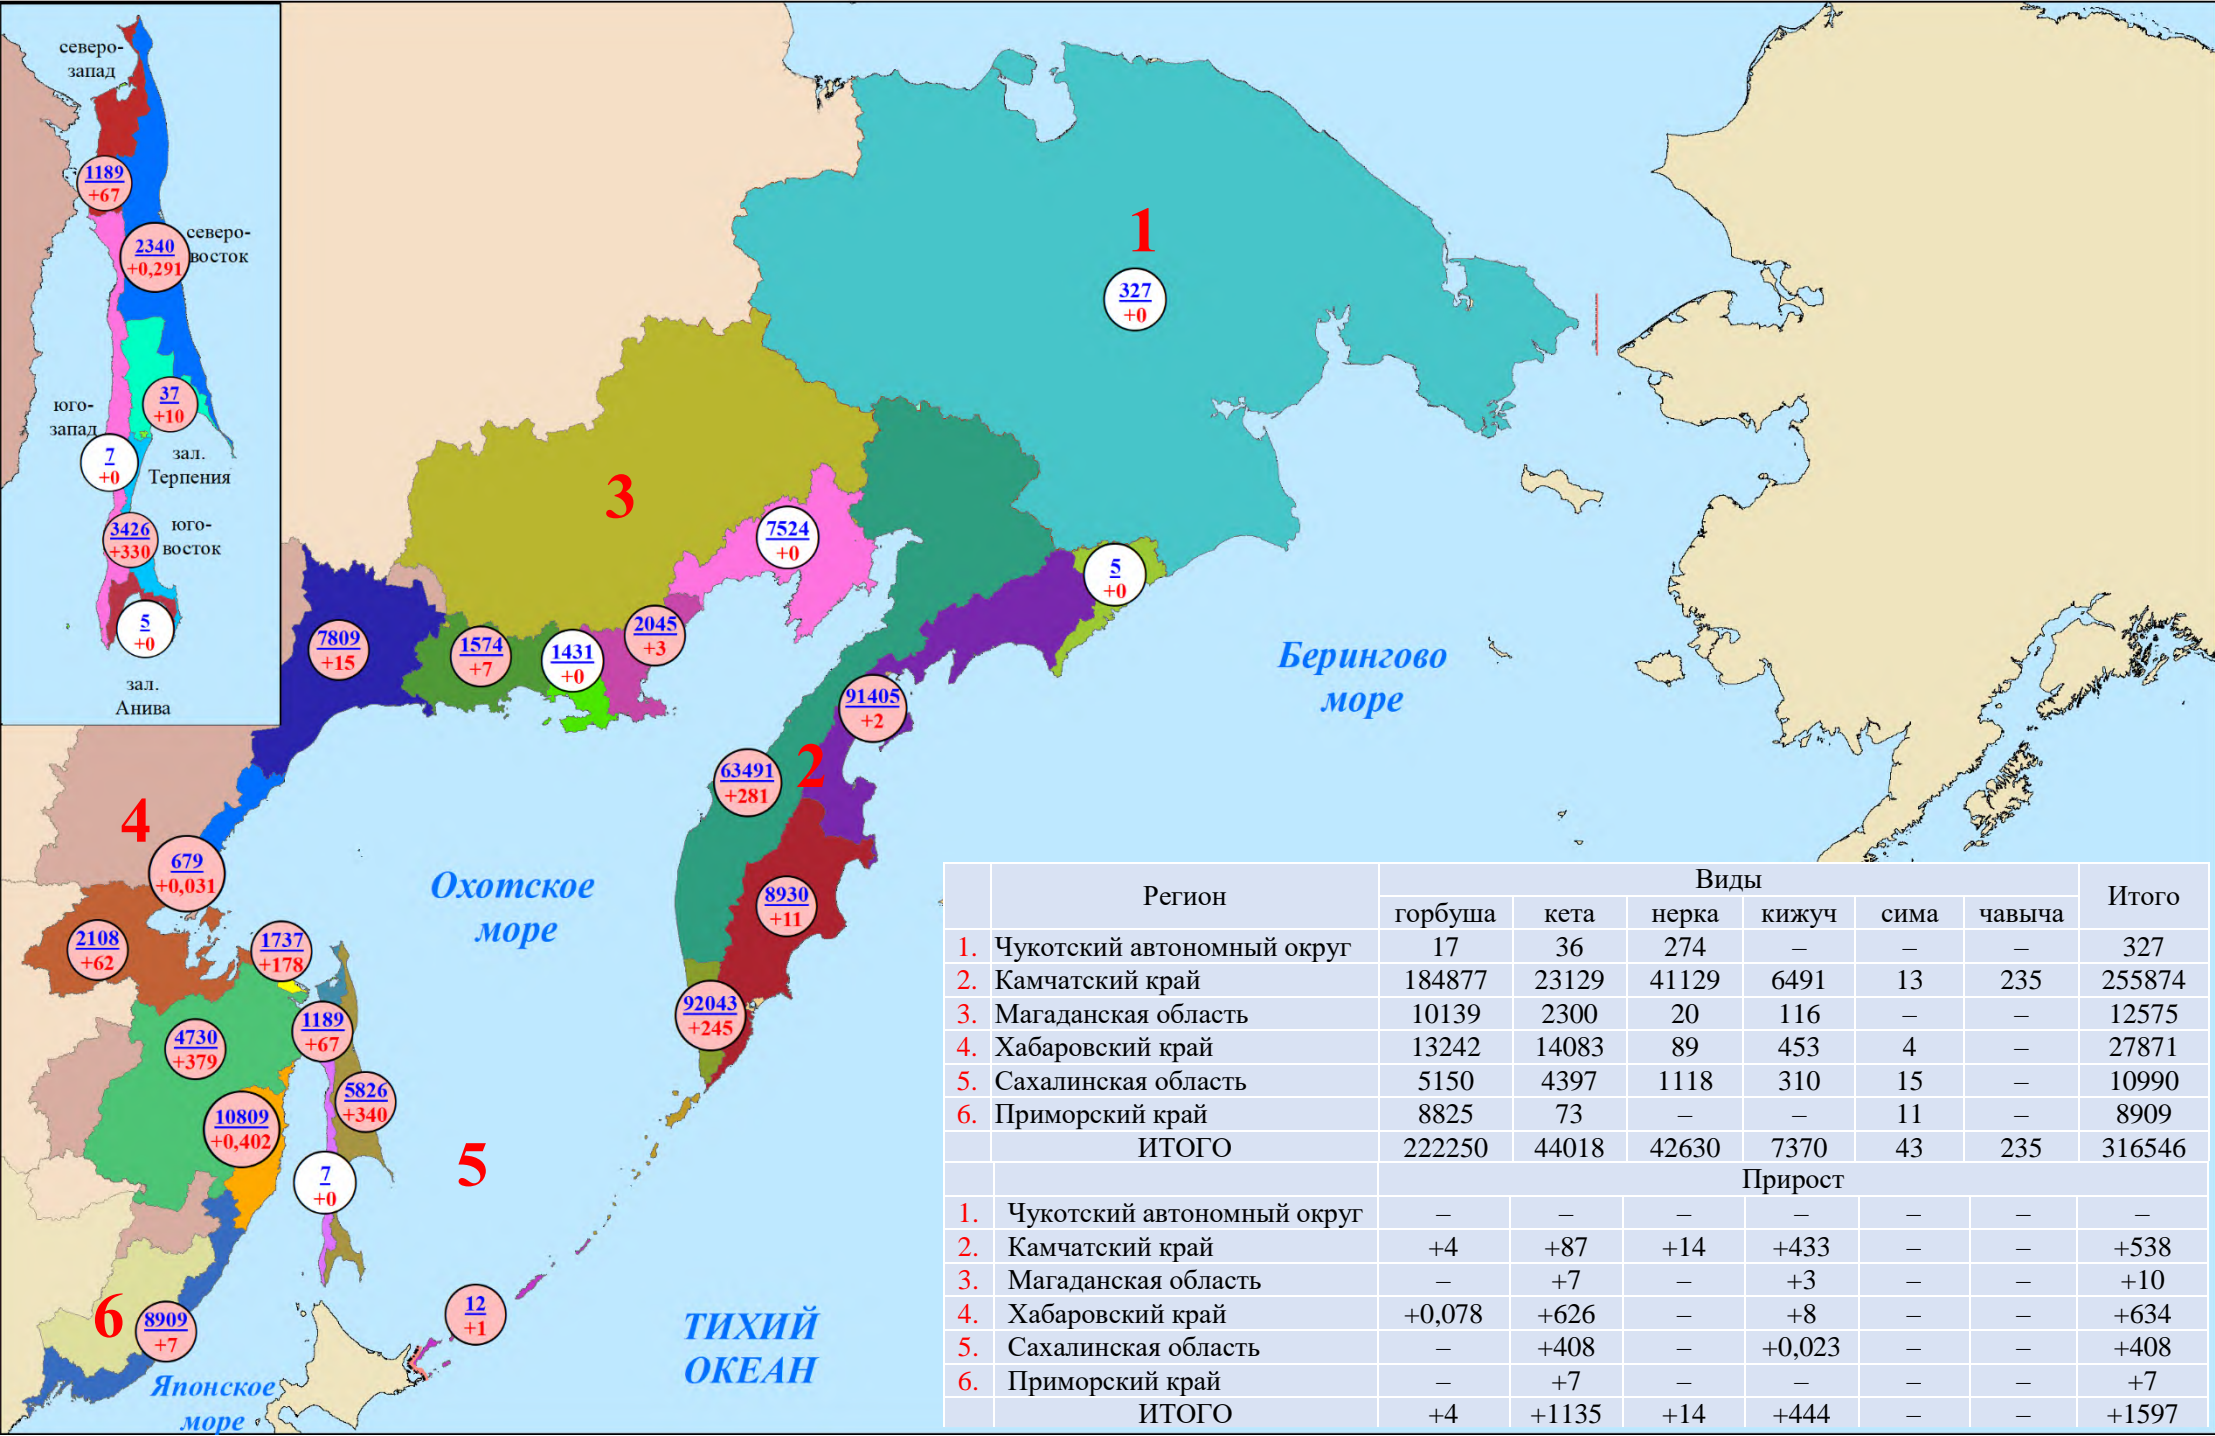 северо-
запад
1189
+67
2340
+0,291
северо-
восток
37
+10
юго-
запад
7
+0
зал.
Терпения
3426
+330
юго-
восток
5
+0
зал.
Анива
1
327
+0
3
7524
+0
5
+0
7809
+15
1574
+7
1431
+0
2045
+3
Берингово
море
91405
+2
2
63491
+281
4
679
+0,031
Охотское
море
8930
+11
2108
+62
1737
+178
92043
+245
1189
+67
4730
+379
5826
+340
10809
+0,402
7
+0
5
6
8909
+7
12
+1
ТИХИЙ
ОКЕАН
Японское
море
Регион Виды Итого
горбуша кета нерка кижуч сима чавыча
1. Чукотский автономный округ 17 36 274 – – – 327
2. Камчатский край 184877 23129 41129 6491 13 235 255874
3. Магаданская область 10139 2300 20 116 – – 12575
4. Хабаровский край 13242 14083 89 453 4 – 27871
5. Сахалинская область 5150 4397 1118 310 15 – 10990
6. Приморский край 8825 73 – – 11 – 8909
ИТОГО 222250 44018 42630 7370 43 235 316546
Прирост
1. Чукотский автономный округ – – – – – – –
2. Камчатский край +4 +87 +14 +433 – – +538
3. Магаданская область – +7 – +3 – – +10
4. Хабаровский край +0,078 +626 – +8 – – +634
5. Сахалинская область – +408 – +0,023 – – +408
6. Приморский край – +7 – – – – +7
ИТОГО +4 +1135 +14 +444 – – +1597